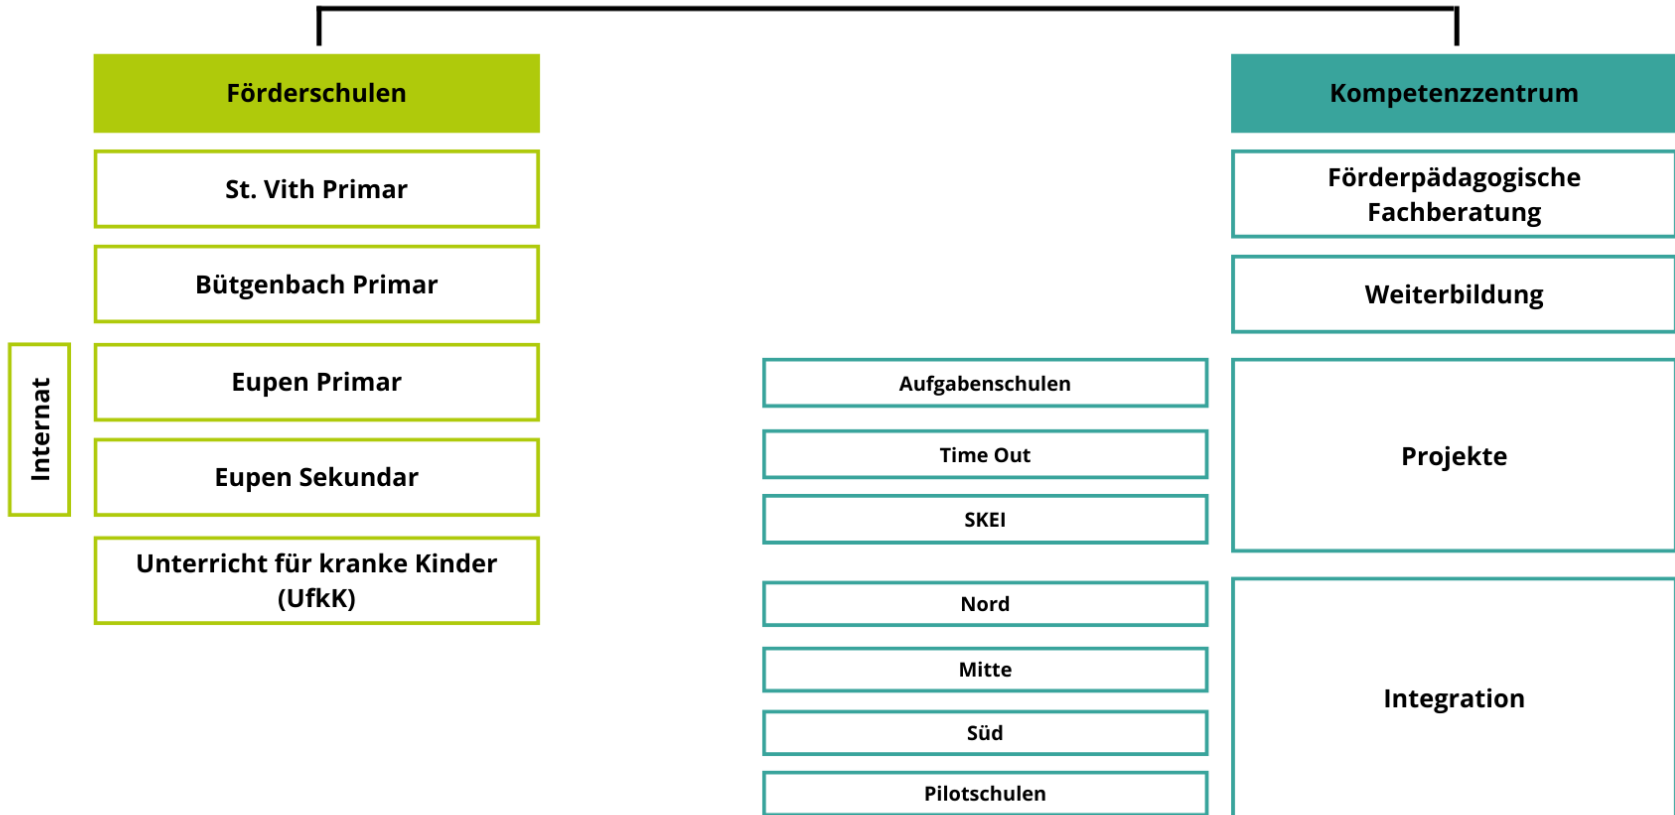 Förderschulen
St. Vith Primar
Bütgenbach Primar
Internat
Eupen Primar
Eupen Sekundar
Unterricht für kranke Kinder
(UfkK)
Kompetenzzentrum
Förderpädagogische
Fachberatung
Weiterbildung
Projekte
Aufgabenschulen
Time Out
SKEI
Integration
Nord
Mitte
Süd
Pilotschulen